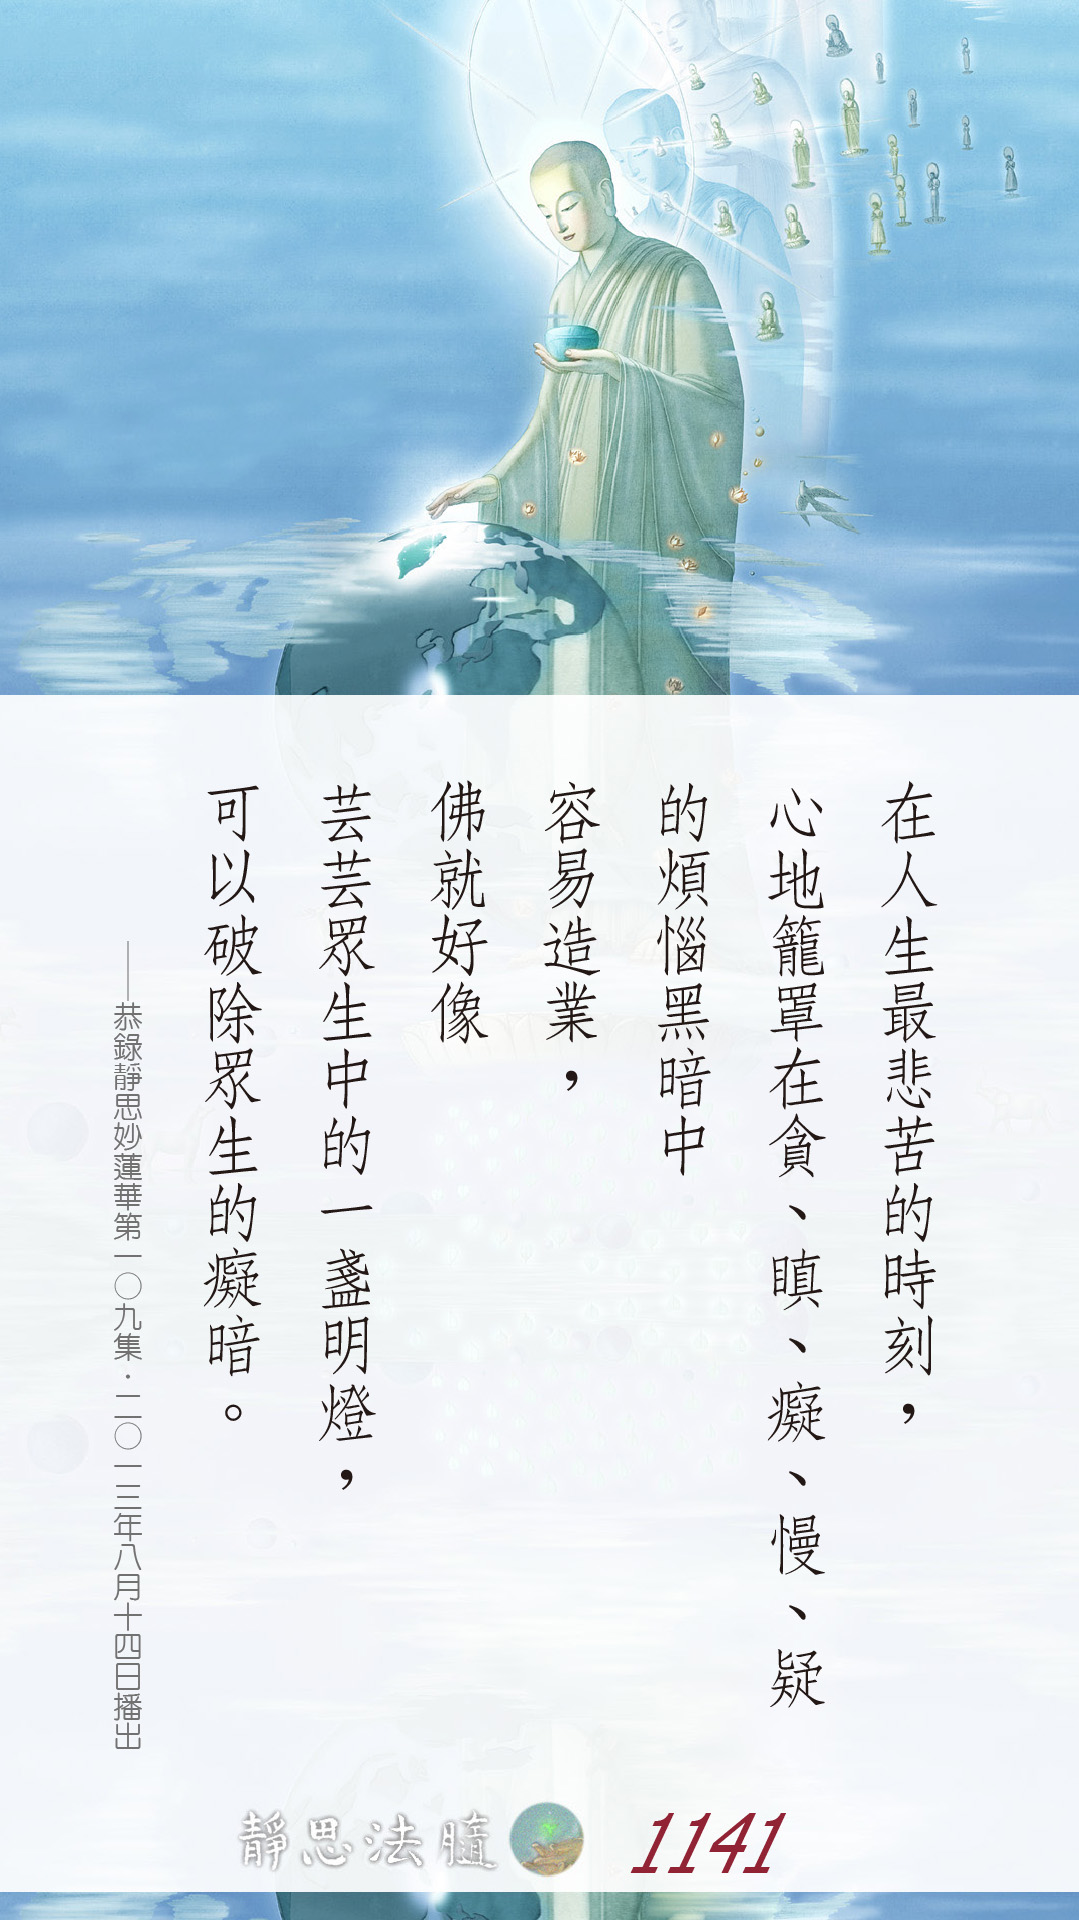 在人生最悲苦的時刻，
心地籠罩在貪、瞋、癡、慢、疑
的煩惱黑暗中
容易造業，
佛就好像
芸芸眾生中的一盞明燈，
可以破除眾生的癡暗。
——恭錄靜思妙蓮華第一〇九集·二〇一三年八月十四日播出
靜思法髓
1141